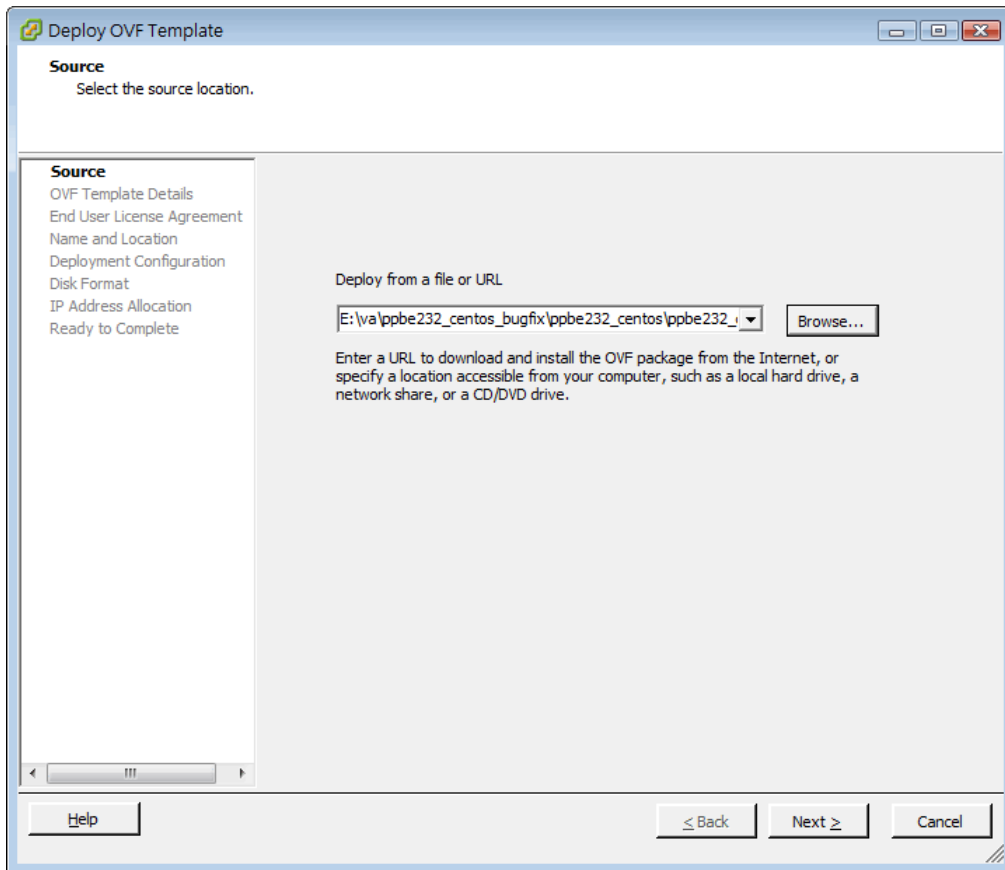 Deploy OVF Template
Source
Select the source location.
Source
OVF Template Details
End User License Agreement
Name and Location
Deployment Configuration
Disk Format
IP Address Allocation
Ready to Complete
Deploy from a file or URL
E:\va\ppbe232_centos_bugfix\ppbe232_centos\ppbe232_
Browse...
Enter a URL to download and install the OVF package from the Internet, or
specify a location accessible from your computer, such as a local hard drive, a
network share, or a CD/DVD drive.
Help
< Back
Next >
Cancel